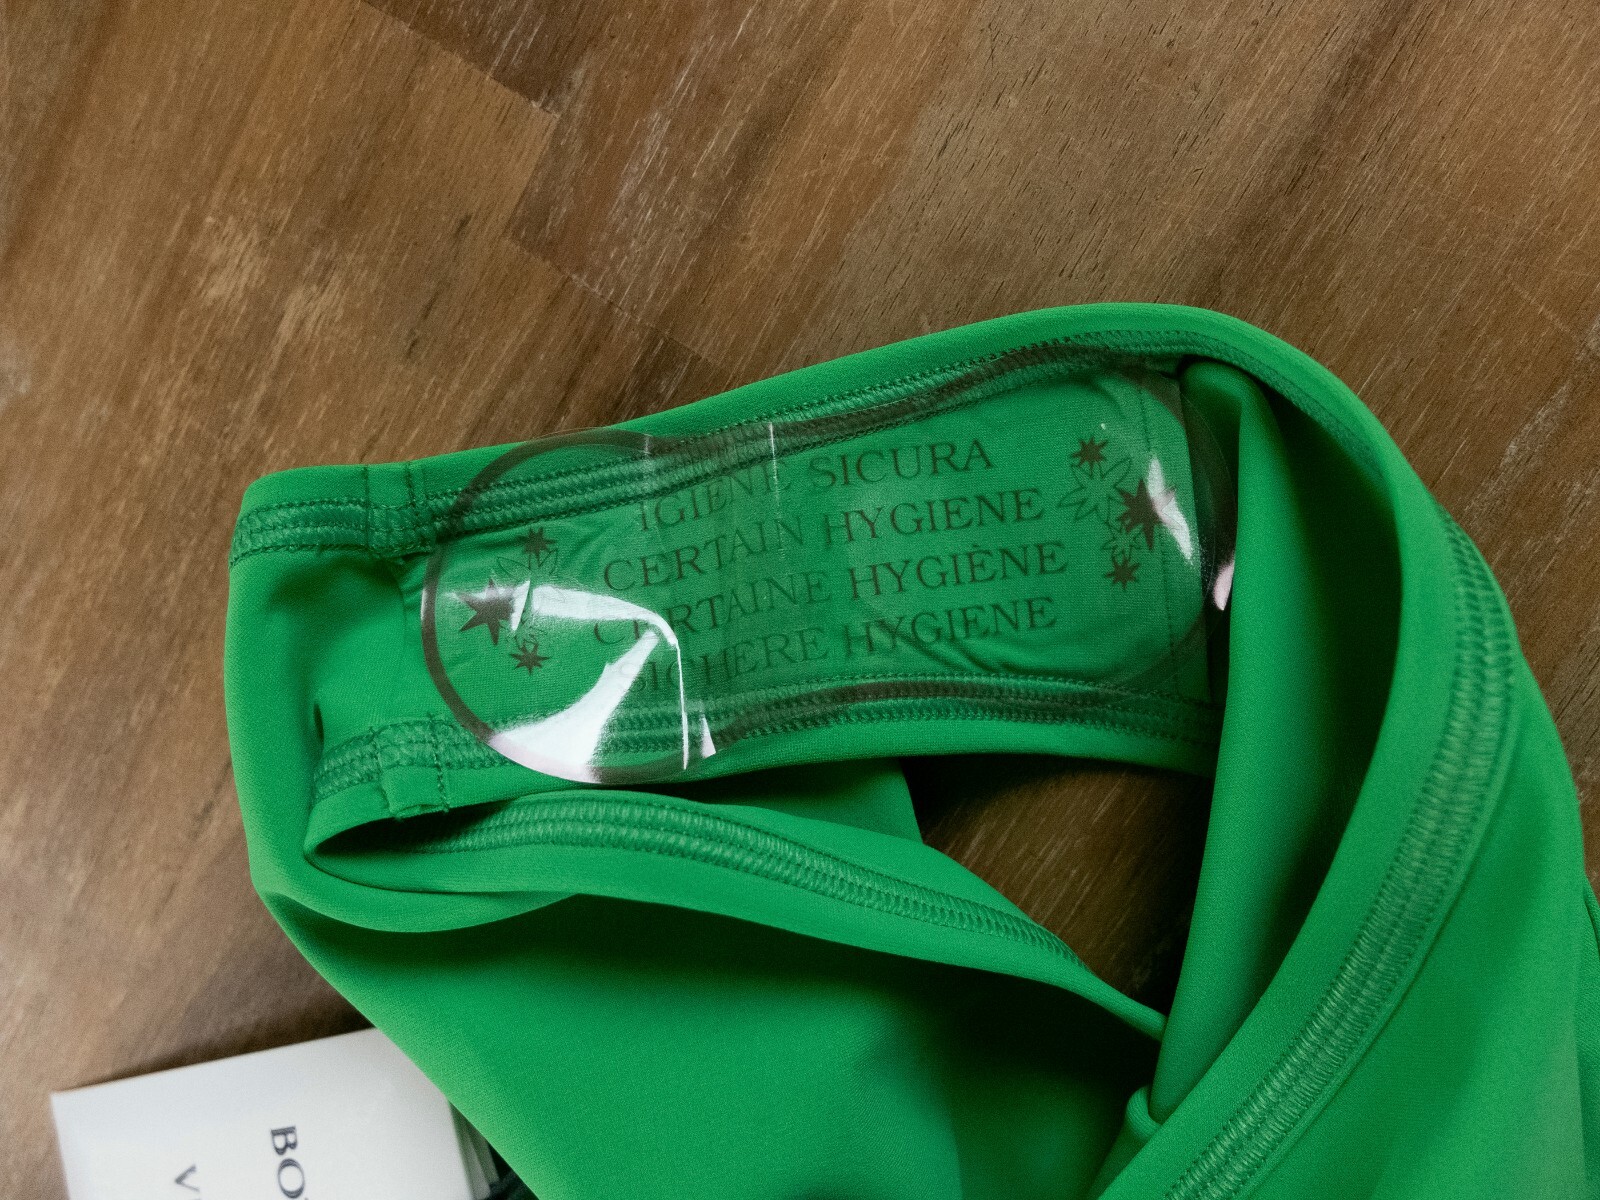 IGIENE SICURA
CERTAIN HYGIENE
CERTAINE HYGIÈNE
SICHERE HYGIENE